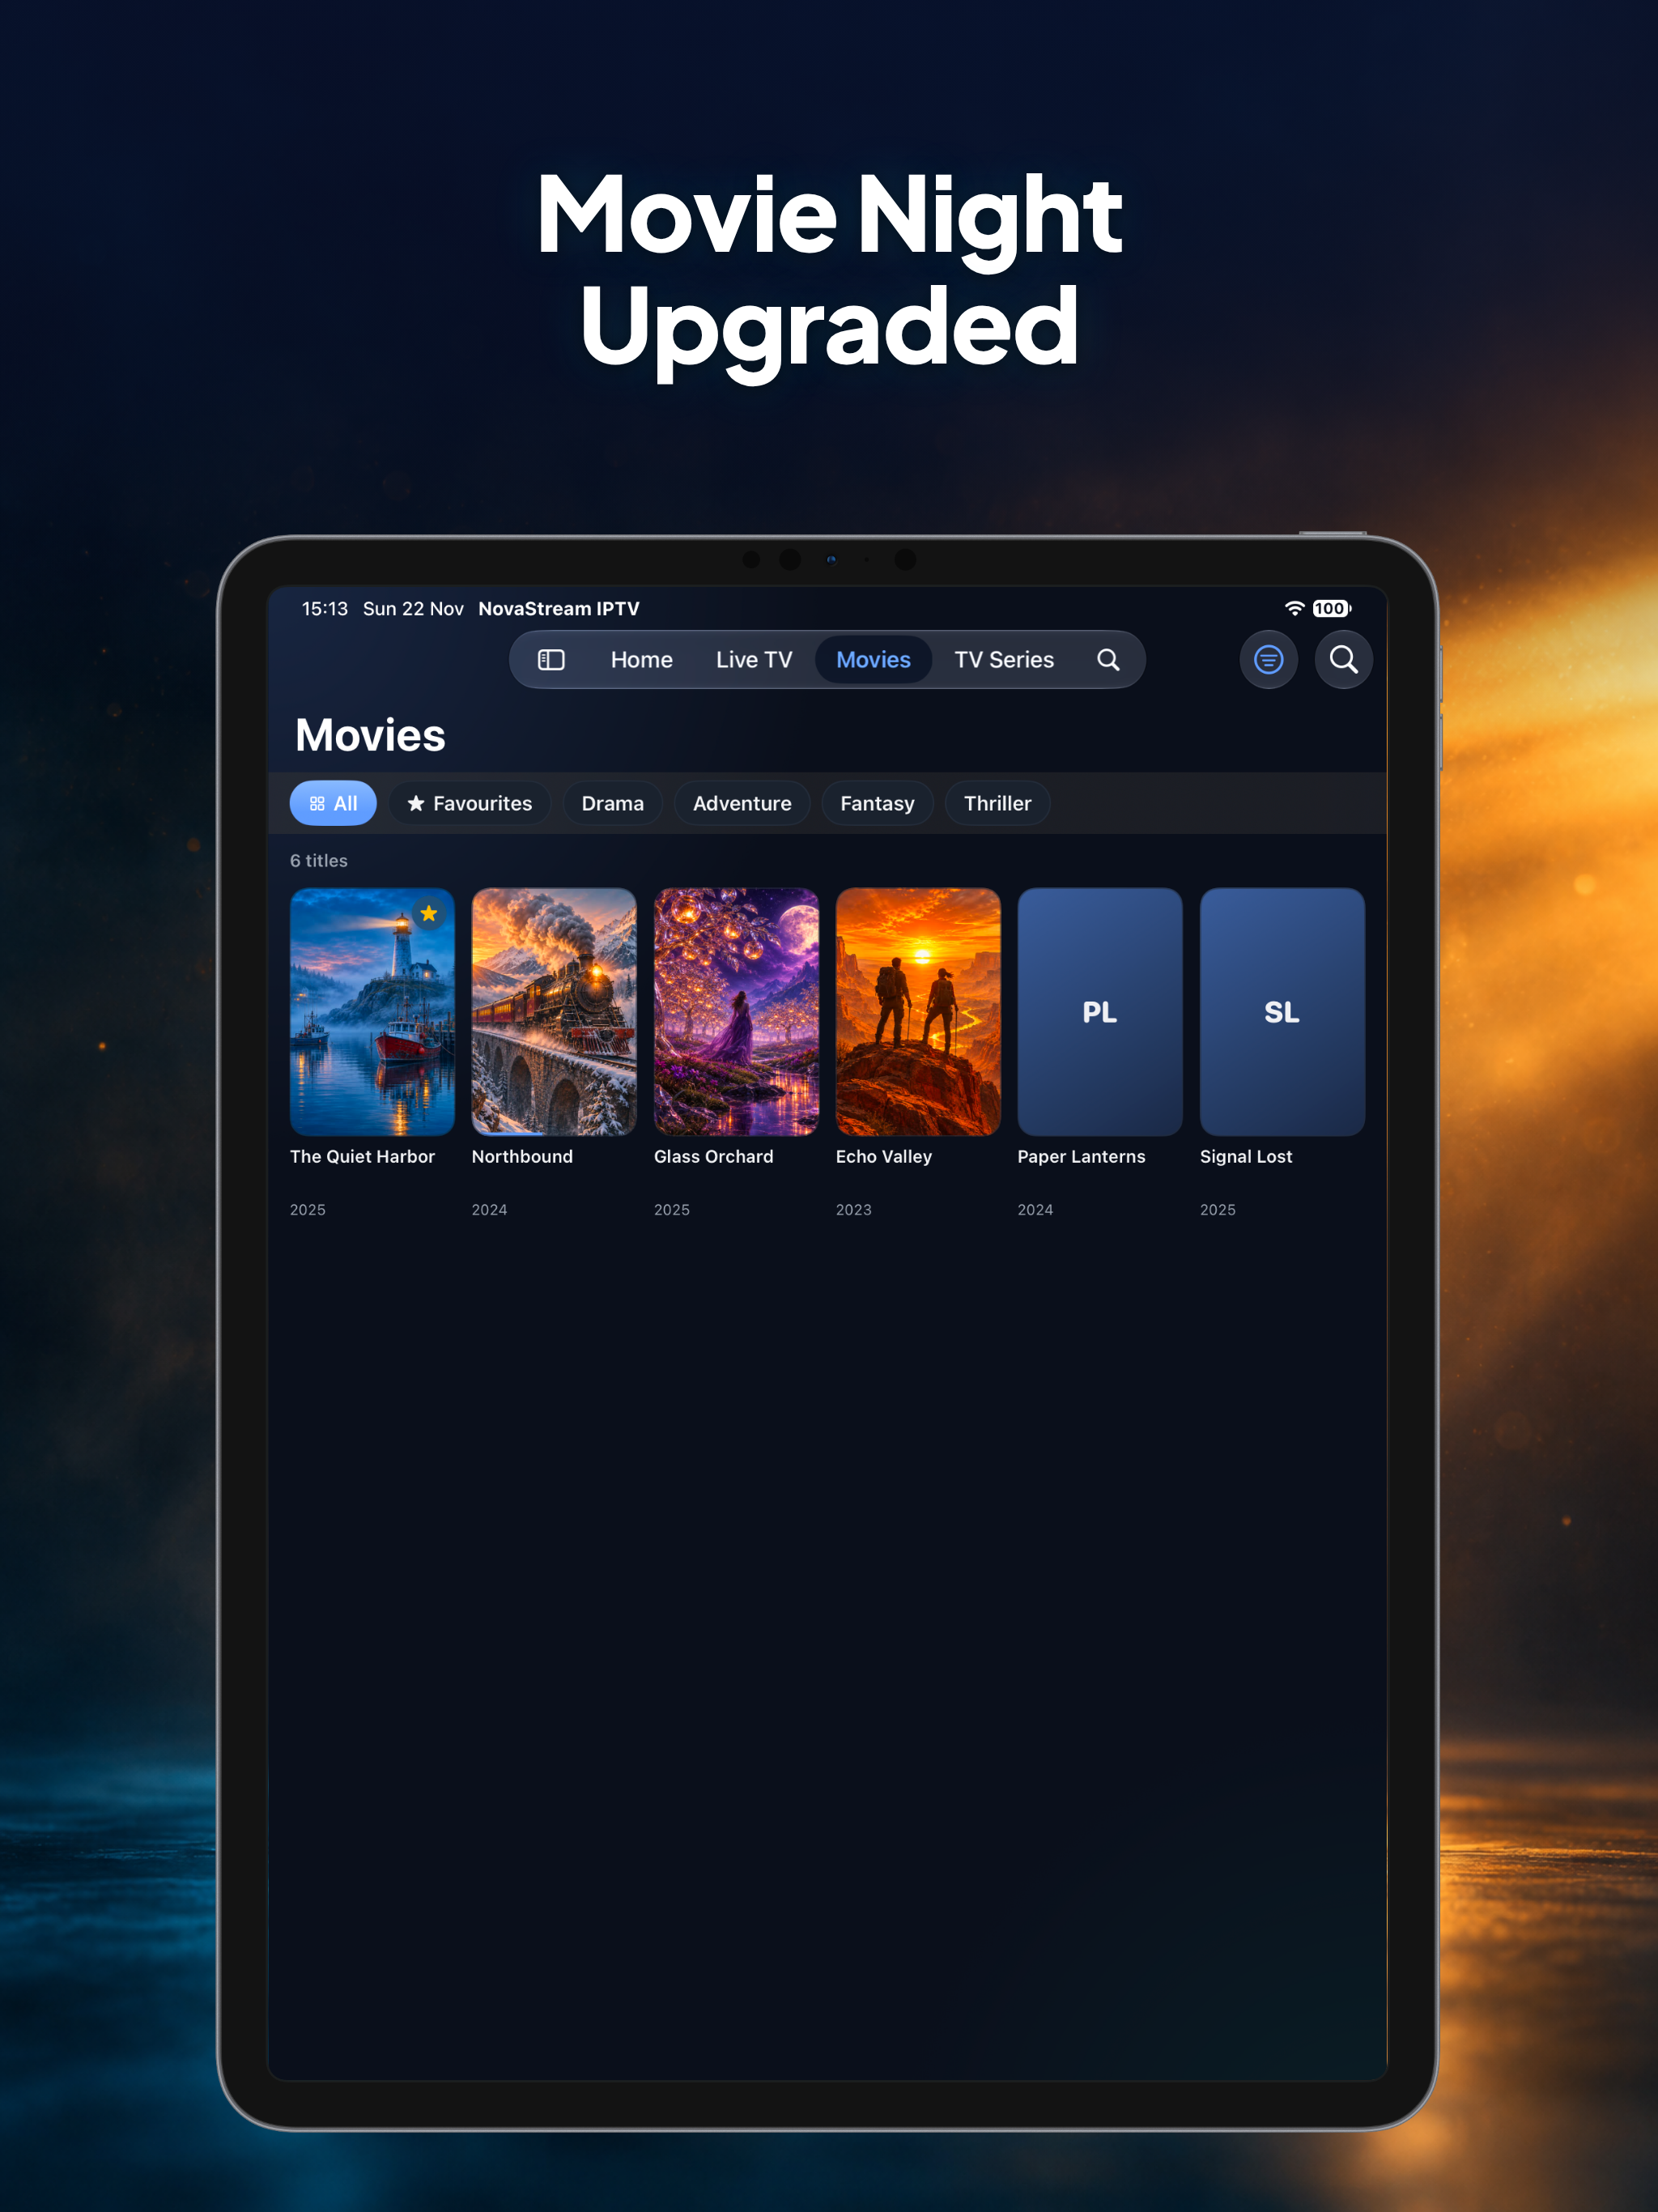 Movie Night
Upgraded
15:13 Sun 22 Nov NovaStream IPTV 100
Home Live TV Movies TV Series
Movies
All Favourites Drama Adventure Fantasy Thriller
6 titles
PL SL
The Quiet Harbor Northbound Glass Orchard Echo Valley Paper Lanterns Signal Lost
2025 2024 2025 2023 2024 2025